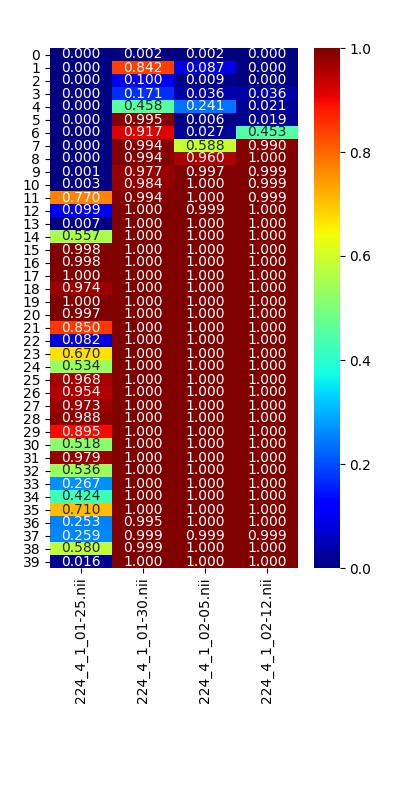 0 0.000 0.002 0.002 0.000
1 0.000 0.842 0.087 0.000
2 0.000 0.100 0.009 0.000
3 0.000 0.171 0.036 0.036
4 0.000 0.458 0.241 0.021
5 0.000 0.995 0.006 0.019
6 0.000 0.917 0.027 0.453
7 0.000 0.994 0.588 0.990
8 0.000 0.994 0.960 1.000
9 0.001 0.977 0.997 0.999
10 0.003 0.984 1.000 0.999
11 0.770 0.994 1.000 0.999
12 0.099 1.000 0.999 1.000
13 0.007 1.000 1.000 1.000
14 0.557 1.000 1.000 1.000
15 0.998 1.000 1.000 1.000
16 0.998 1.000 1.000 1.000
17 1.000 1.000 1.000 1.000
18 0.974 1.000 1.000 1.000
19 1.000 1.000 1.000 1.000
20 0.997 1.000 1.000 1.000
21 0.850 1.000 1.000 1.000
22 0.082 1.000 1.000 1.000
23 0.670 1.000 1.000 1.000
24 0.534 1.000 1.000 1.000
25 0.968 1.000 1.000 1.000
26 0.954 1.000 1.000 1.000
27 0.973 1.000 1.000 1.000
28 0.988 1.000 1.000 1.000
29 0.895 1.000 1.000 1.000
30 0.518 1.000 1.000 1.000
31 0.979 1.000 1.000 1.000
32 0.536 1.000 1.000 1.000
33 0.267 1.000 1.000 1.000
34 0.424 1.000 1.000 1.000
35 0.710 1.000 1.000 1.000
36 0.253 0.995 1.000 1.000
37 0.259 0.999 0.999 0.999
38 0.580 0.999 1.000 1.000
39 0.016 1.000 1.000 1.000
224_4_1_01-25.nii
224_4_1_01-30.nii
224_4_1_02-05.nii
224_4_1_02-12.nii
1.0
0.8
0.6
0.4
0.2
0.0